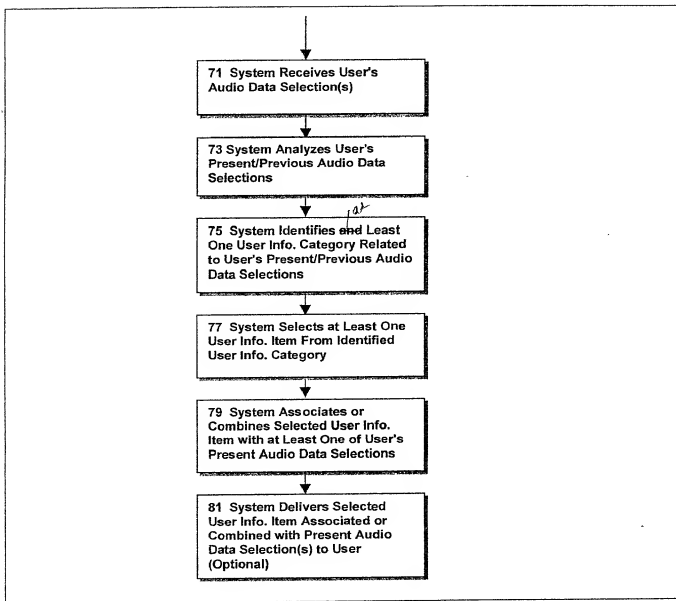 71 System Receives User's
Audio Data Selection(s)
73 System Analyzes User's
Present/Previous Audio Data
Selections
at
75 System Identifies and Least
One User Info. Category Related
to User's Present/Previous Audio
Data Selections
77 System Selects at Least One
User Info. Item From Identified
User Info. Category
79 System Associates or
Combines Selected User Info.
Item with at Least One of User's
Present Audio Data Selections
81 System Delivers Selected
User Info. Item Associated or
Combined with Present Audio
Data Selection(s) to User
(Optional)